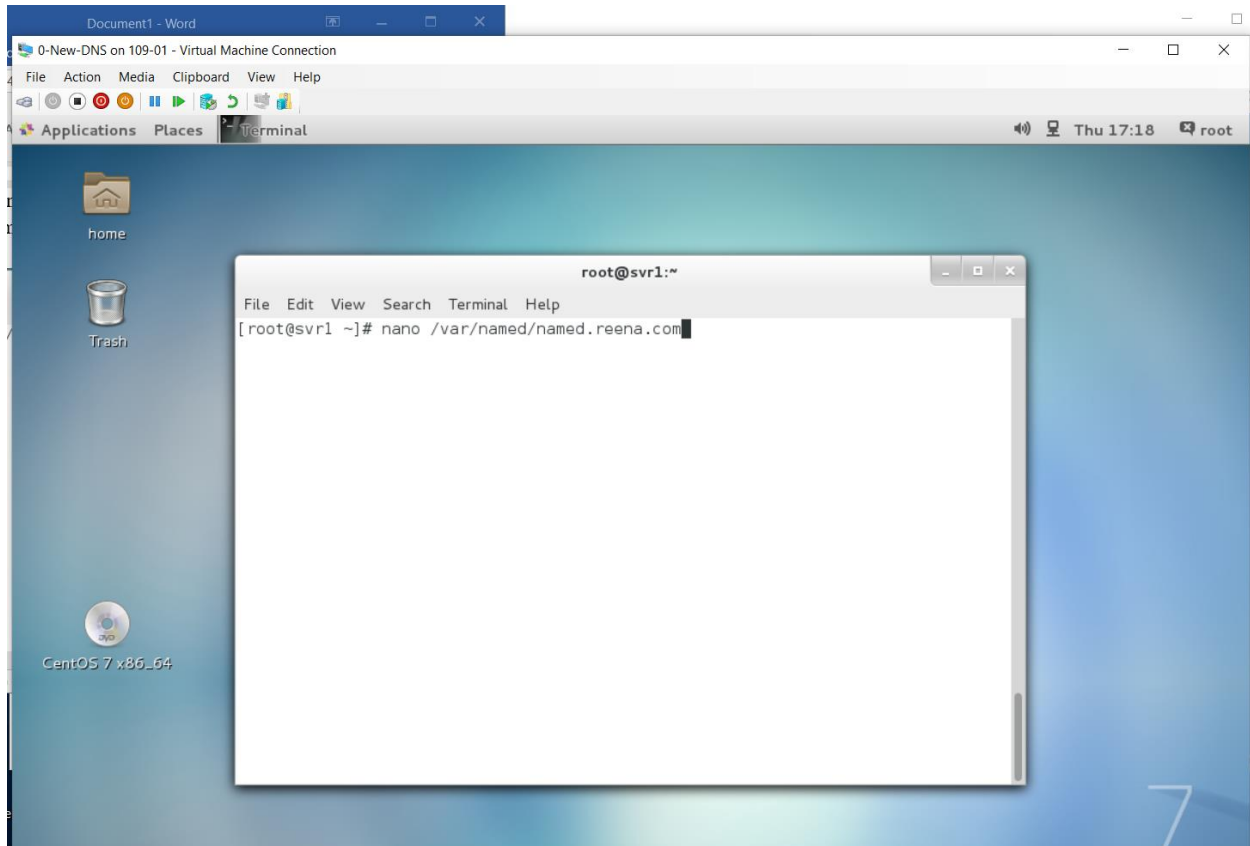 Document1 - Word
0-New-DNS on 109-01 - Virtual Machine Connection
File Action Media Clipboard View Help
Applications Places Terminal Thu 17:18 root
home
root@svr1:~
File Edit View Search Terminal Help
[root@svr1 ~]# nano /var/named/named.reena.com
Trash
DVD
CentOS 7 x86_64
7